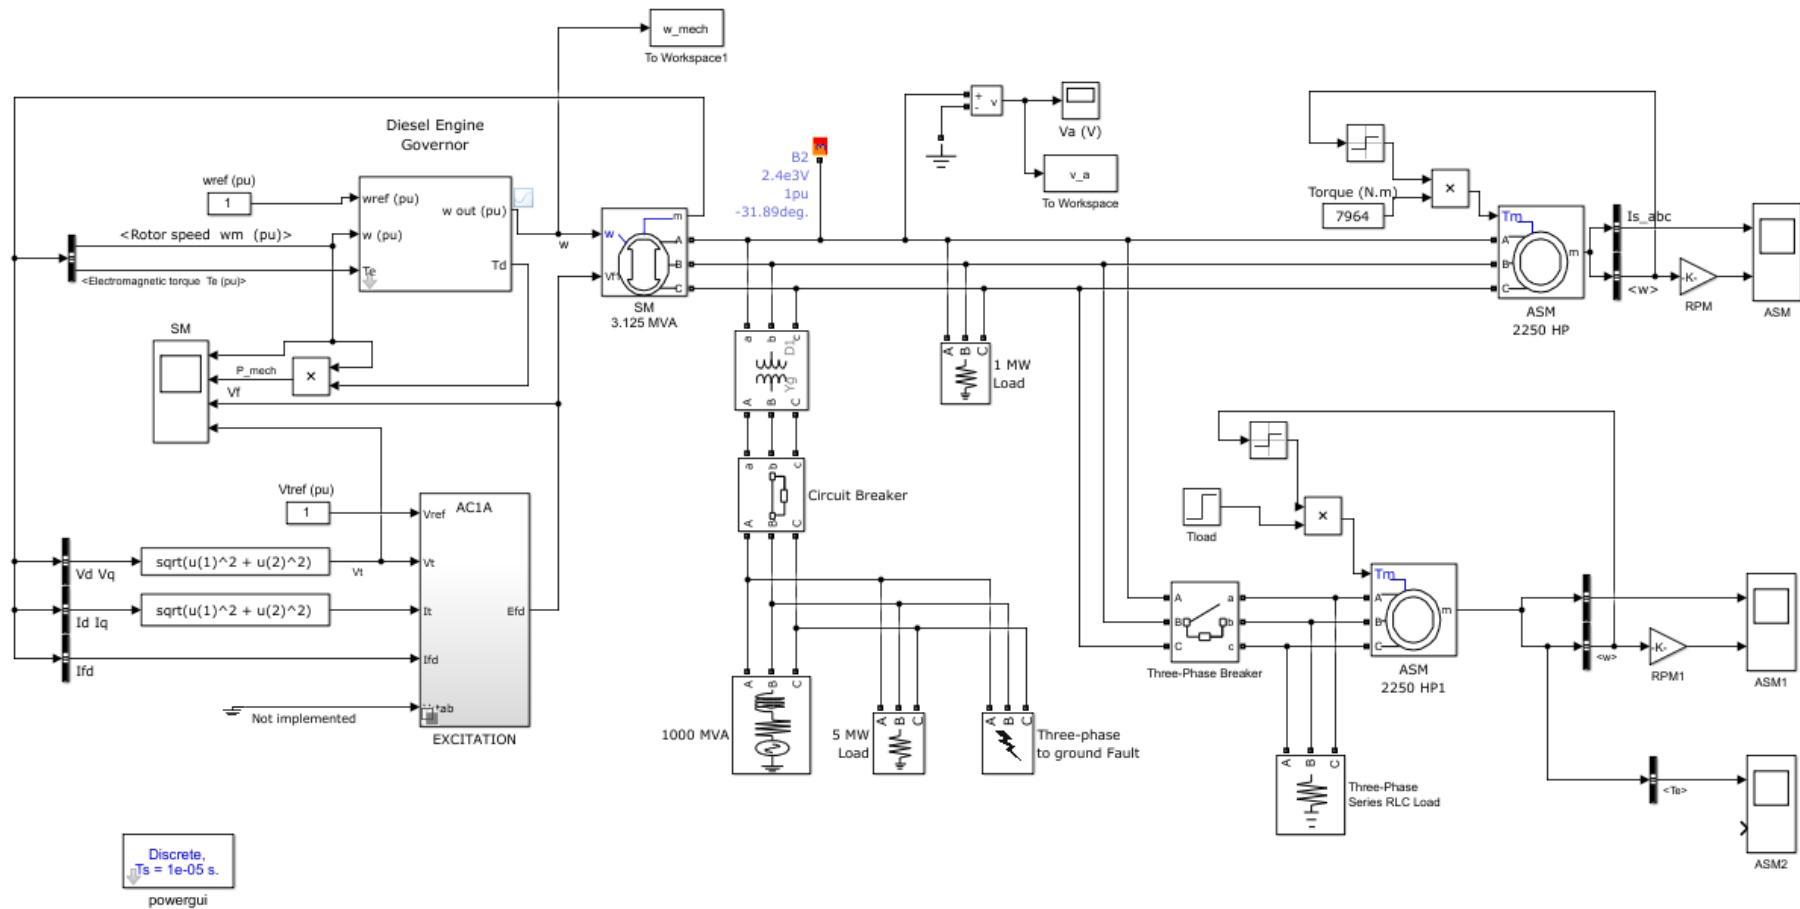 w_mech
To Workspace1
Diesel Engine
Governor
wref (pu)
1
wref (pu)
w out (pu)
<Rotor speed wm (pu)>
w (pu)
Te
Td
<Electromagnetic torque Te (pu)>
w
w
Vf
m
A
B
C
SM
3.125 MVA
B2
2.4e3V
1pu
-31.89deg.
+
-
v
Va (V)
v_a
To Workspace
Torque (N.m)
7964
×
Tm
A
B
C
m
ASM
2250 HP
Is_abc
<w>
-K-
RPM
ASM
SM
P_mech
×
Vf
a
b
c
D1
Yg
A
B
C
A
B
C
1 MW
Load
a
b
c
A
B
C
Circuit Breaker
Vtref (pu)
1
AC1A
Vref
Vd Vq
sqrt(u(1)^2 + u(2)^2)
Vt
Vt
Id Iq
sqrt(u(1)^2 + u(2)^2)
It
Efd
Ifd
Ifd
Not implemented
EXCITATION
A
B
C
1000 MVA
A
B
C
5 MW
Load
A
B
C
Three-phase
to ground Fault
Tload
×
A
B
C
a
b
c
Three-Phase Breaker
Tm
A
B
C
m
ASM
2250 HP1
<w>
-K-
RPM1
ASM1
A
B
C
Three-Phase
Series RLC Load
<Te>
ASM2
Discrete,
Ts = 1e-05 s.
powergui